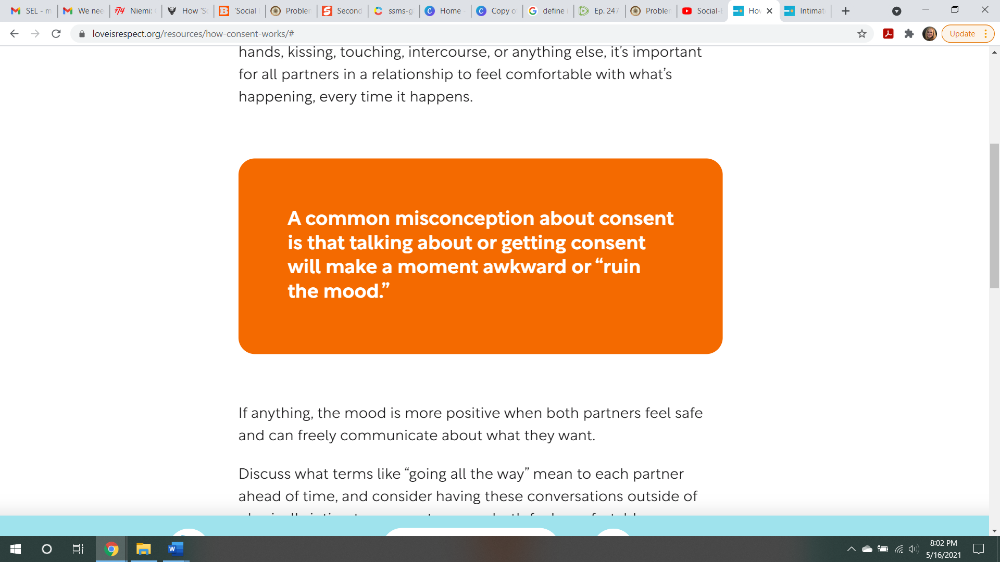 SEL - m
We nee
74 Niemi:
How 'S
'Social
Problem
Second
ssms-g
Home
Copy o
define
Ep. 247
Problem
Social-
How
Intimat
loveisrespect.org/resources/how-consent-works/#
Update
hands, kissing, touching, intercourse, or anything else, it's important
for all partners in a relationship to feel comfortable with what's
happening, every time it happens.
A common misconception about consent
is that talking about or getting consent
will make a moment awkward or “ruin
the mood.”
If anything, the mood is more positive when both partners feel safe
and can freely communicate about what they want.
Discuss what terms like “going all the way” mean to each partner
ahead of time, and consider having these conversations outside of
8:02 PM
5/16/2021